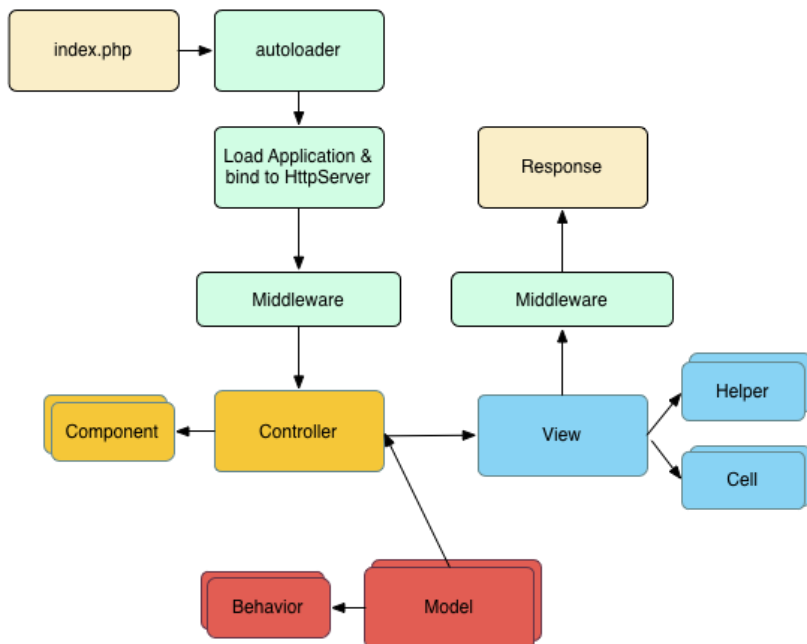 index.php
autoloader
Load Application &
bind to HttpServer
Response
Middleware
Middleware
Helper
Component
Controller
View
Cell
Behavior
Model